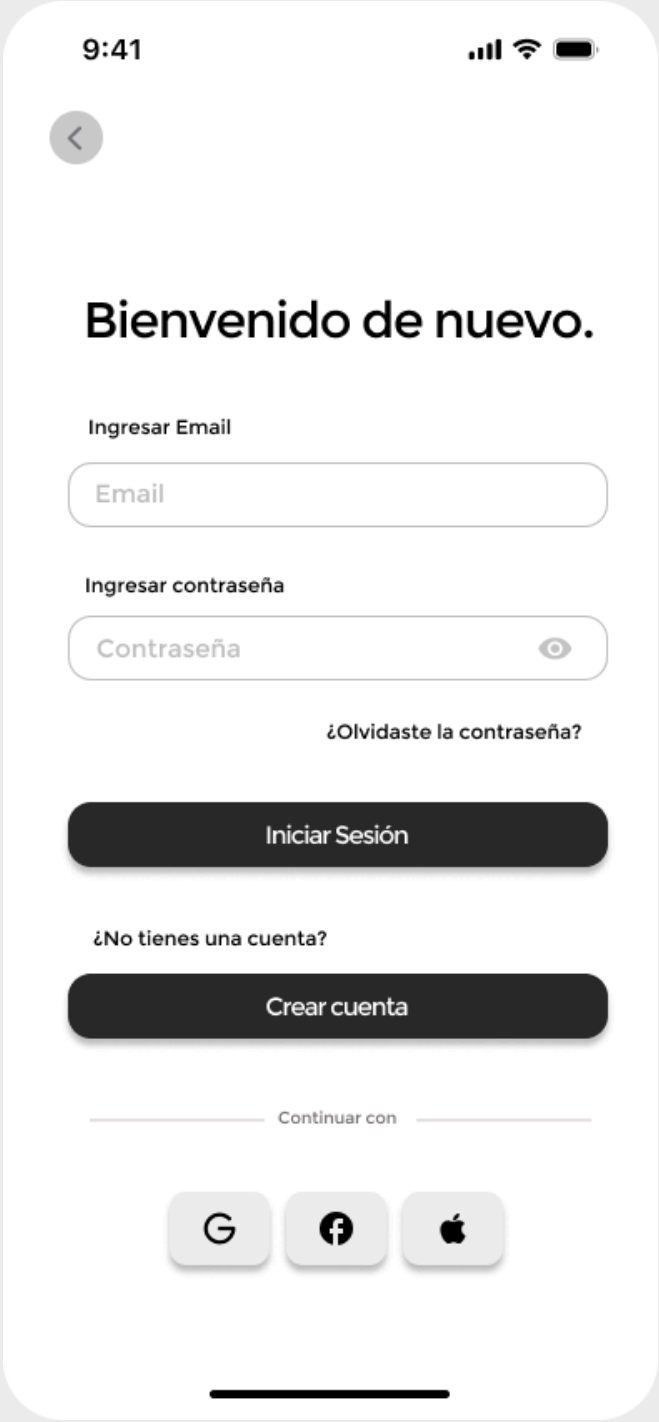 9:41
Bienvenido de nuevo.
Ingresar Email
Email
Ingresar contraseña
Contraseña
¿Olvidaste la contraseña?
Iniciar Sesión
¿No tienes una cuenta?
Crear cuenta
Continuar con